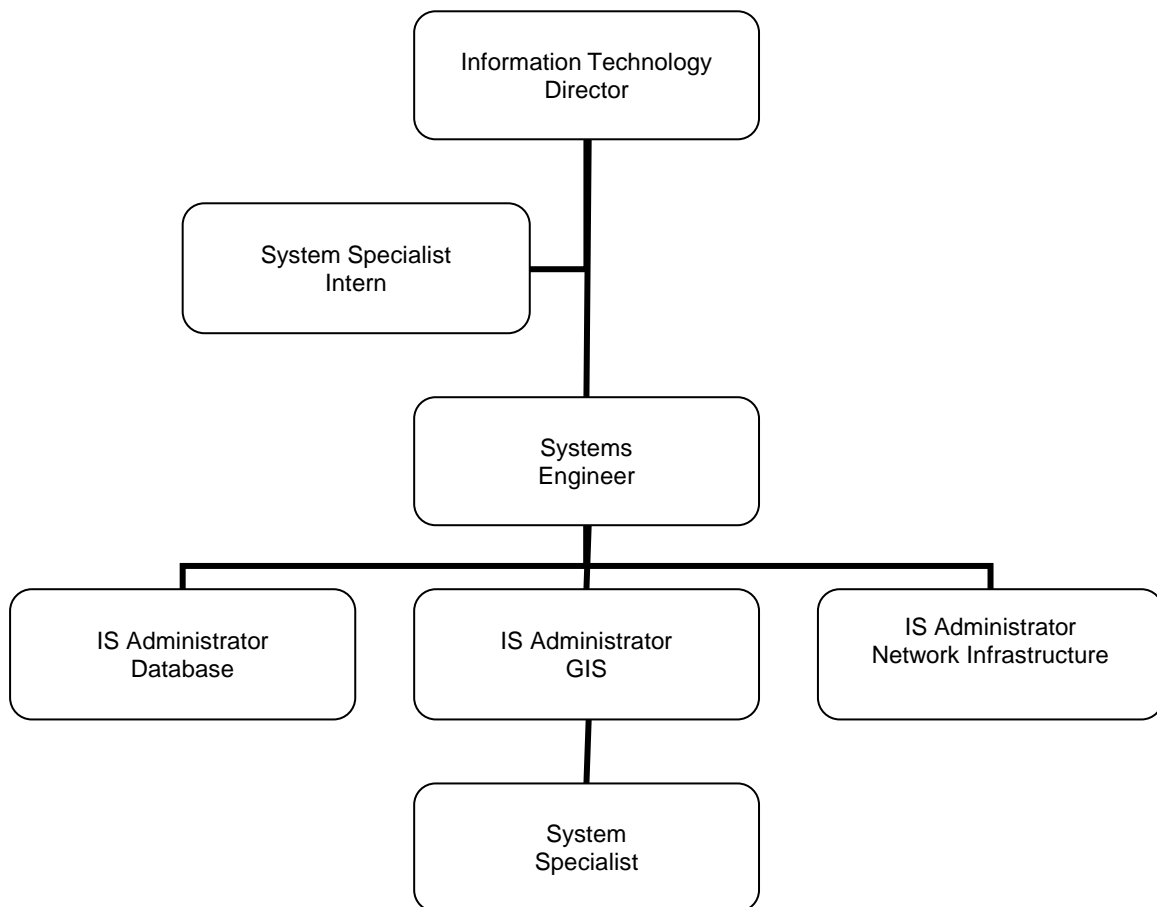 Information Technology
Director
System Specialist
Intern
Systems
Engineer
IS Administrator
Database
IS Administrator
GIS
IS Administrator
Network Infrastructure
System
Specialist